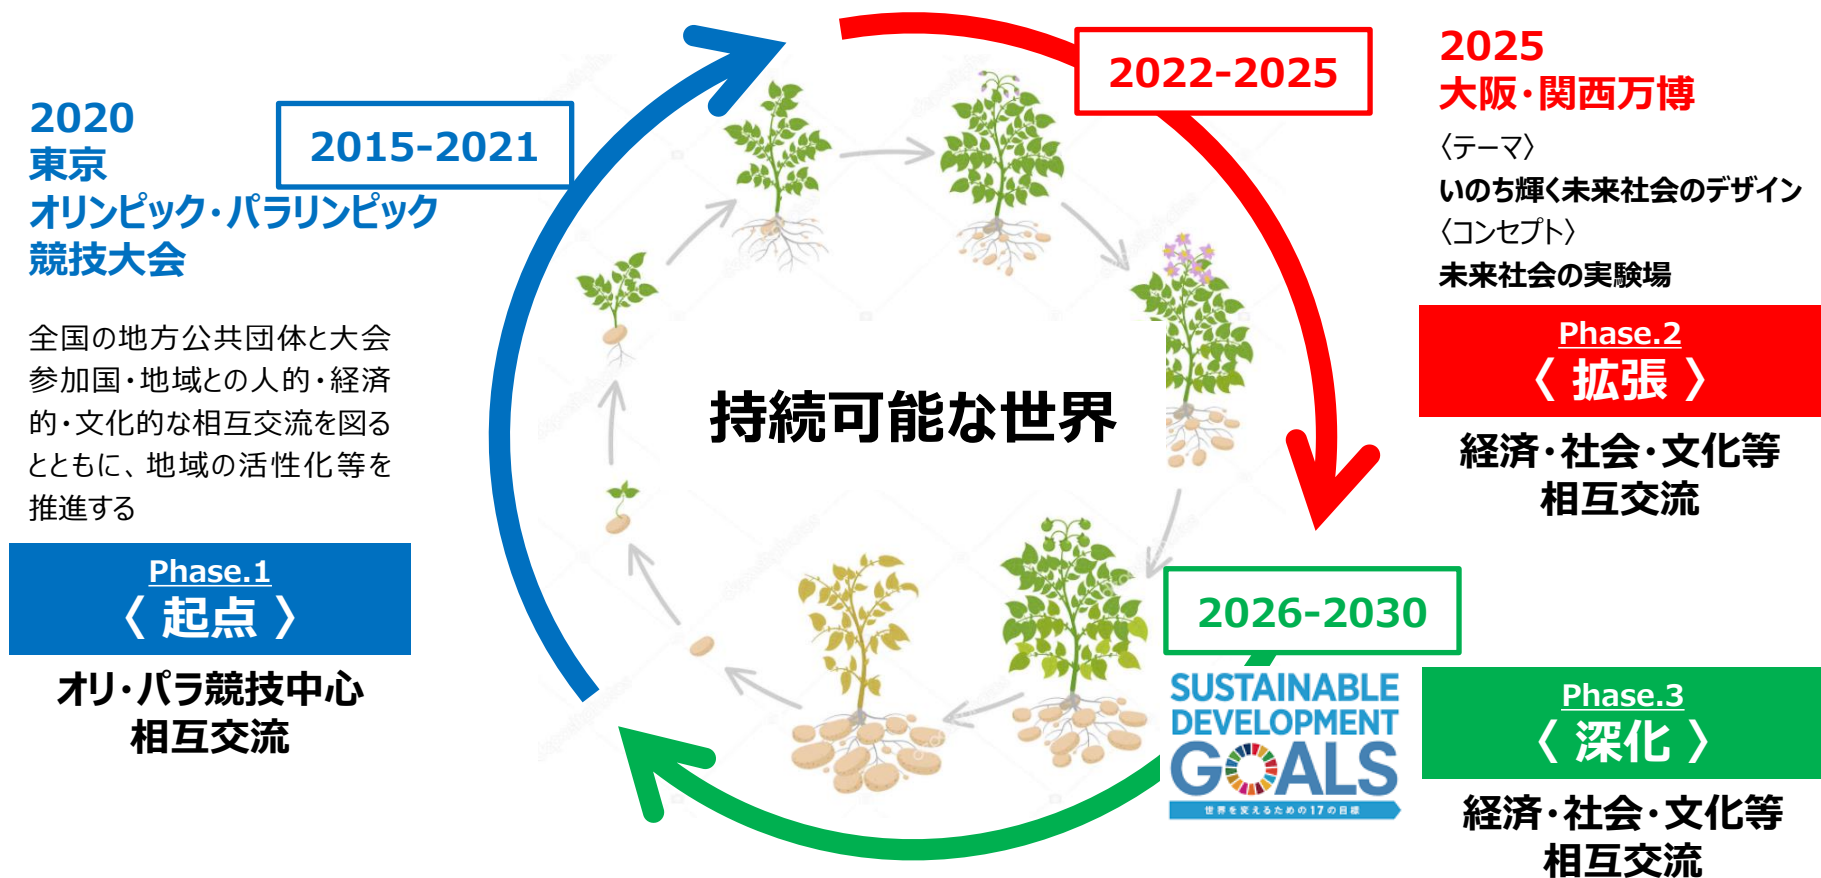 2020
東京
オリンピック・パラリンピック
競技大会
2015-2021
全国の地方公共団体と大会
参加国・地域との人的・経済
的・文化的な相互交流を図る
とともに、地域の活性化等を
推進する
Phase.1
〈 起点 〉
オリ・パラ競技中心
相互交流
持続可能な世界
2022-2025
2025
大阪・関西万博
〈テーマ〉
いのち輝く未来社会のデザイン
〈コンセプト〉
未来社会の実験場
Phase.2
〈 拡張 〉
経済・社会・文化等
相互交流
2026-2030
SUSTAINABLE
DEVELOPMENT
GOALS
世界を変えるための17の目標
Phase.3
〈 深化 〉
経済・社会・文化等
相互交流